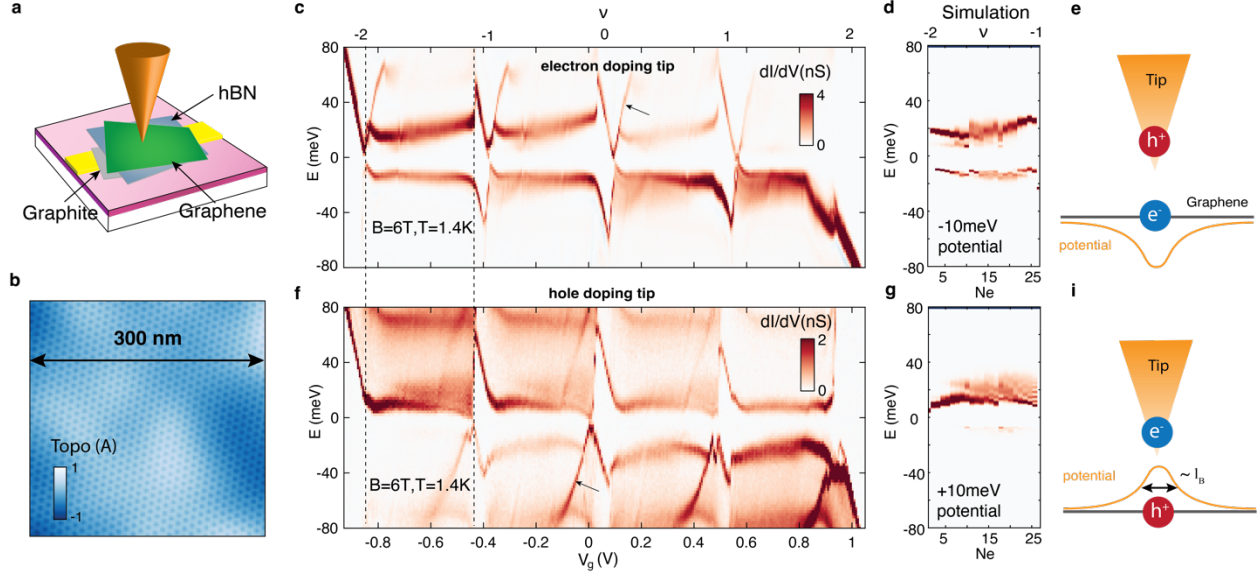 a
hBN
Graphite
Graphene
b
300 nm
Topo (A)
1
-1
c
ν
-2
-1
0
1
2
electron doping tip
dI/dV(nS)
4
0
80
40
0
-40
-80
E (meV)
B=6T,T=1.4K
d
Simulation
-2
ν
-1
80
40
0
-40
-80
E (meV)
-10meV
potential
5
15
25
Ne
e
Tip
h+
e-
Graphene
potential
f
hole doping tip
dI/dV(nS)
2
0
80
40
0
-40
-80
E (meV)
B=6T,T=1.4K
-0.8
-0.6
-0.4
-0.2
0
0.2
0.4
0.6
0.8
1
Vg (V)
g
80
40
0
-40
-80
E (meV)
+10meV
potential
5
15
25
Ne
i
Tip
e-
potential
~ lB
h+